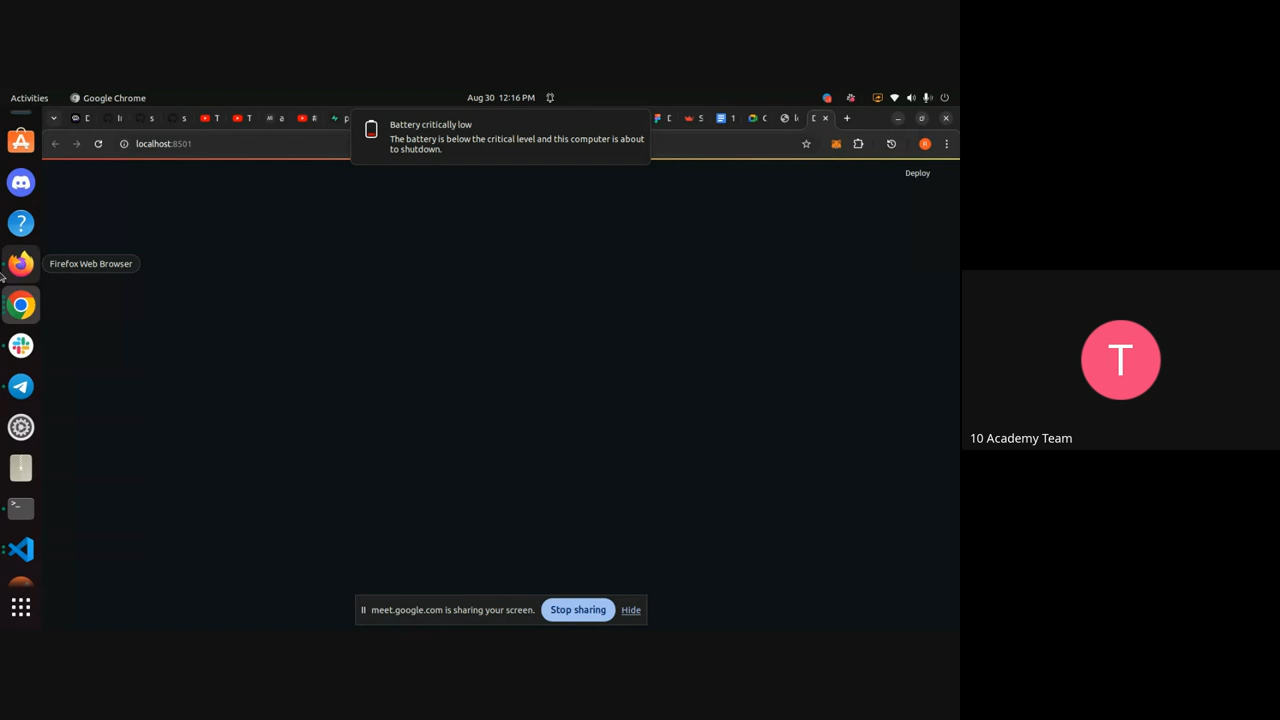 Activities
Google Chrome
Aug 30 12:16 PM
Battery critically low
The battery is below the critical level and this computer is about
to shutdown.
localhost:8501
R
Deploy
Firefox Web Browser
meet.google.com is sharing your screen.
Stop sharing
Hide
T
10 Academy Team